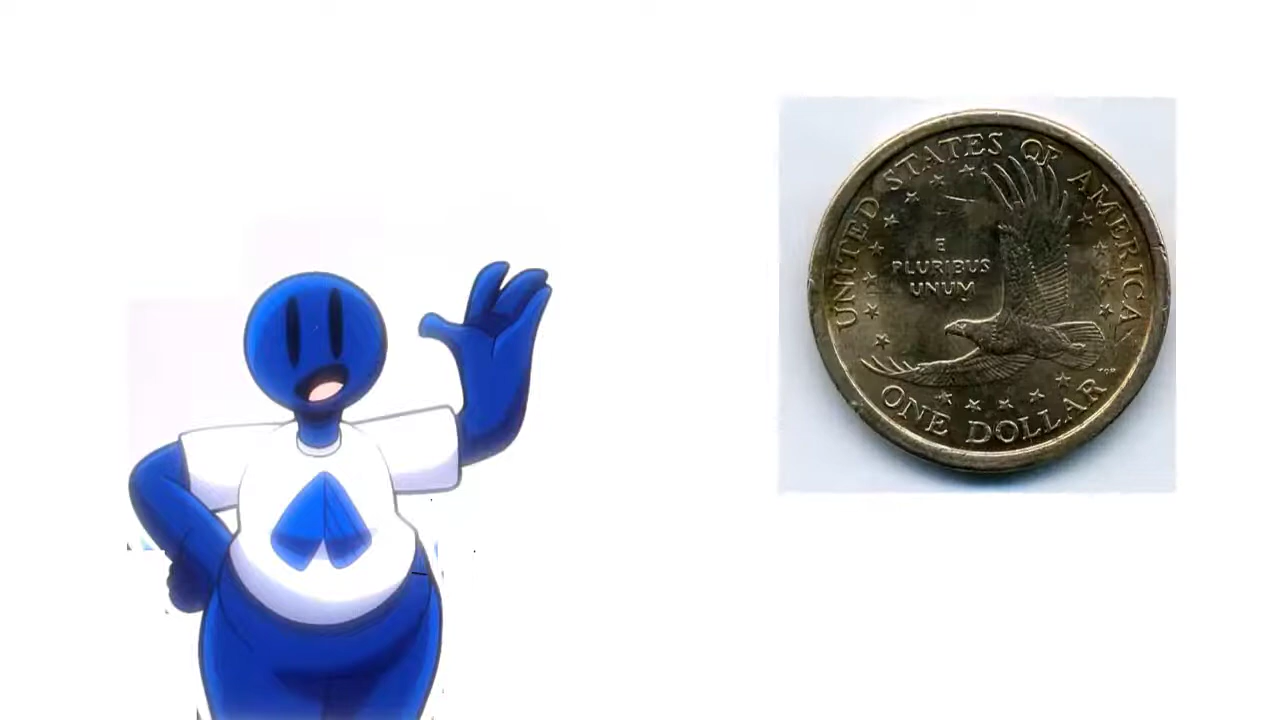 UNITED STATES OF AMERICA
E
PLURIBUS
UNUM
ONE DOLLAR